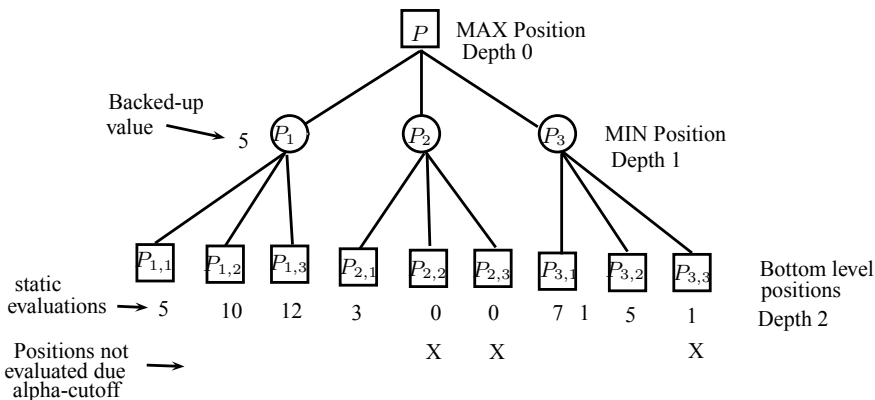 P
MAX Position
Depth 0
Backed-up
value
5
P1
P2
P3
MIN Position
Depth 1
P1,1
P1,2
P1,3
P2,1
P2,2
P2,3
P3,1
P3,2
P3,3
Bottom level
positions
static
evaluations
5 10 12 3 0 0 7 1 5 1
Depth 2
Positions not
evaluated due
alpha-cutoff
X X X